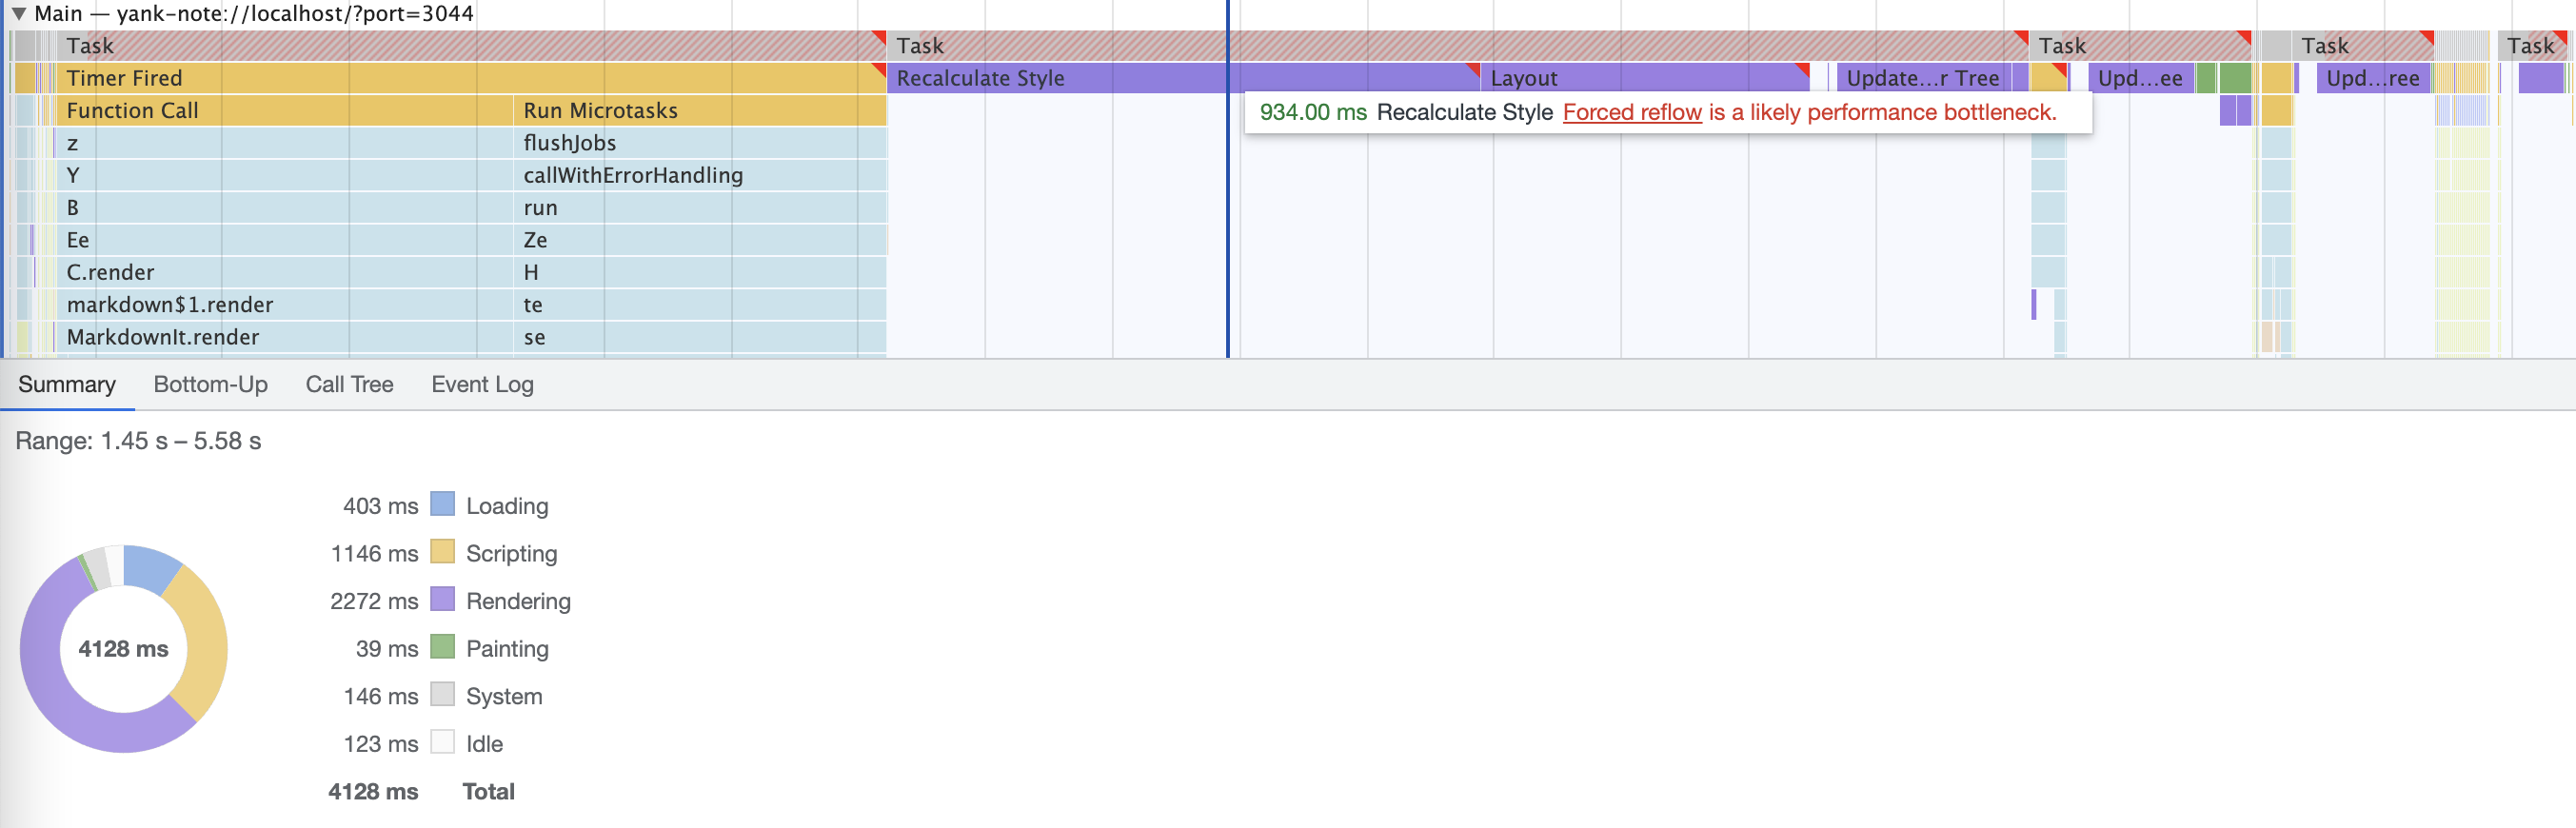 ▼ Main — yank-note://localhost/?port=3044
Task Task Task Task Task
Timer Fired Recalculate Style Layout Update…r Tree Upd…ee Upd…ree
Function Call Run Microtasks
934.00 ms Recalculate Style Forced reflow is a likely performance bottleneck.
z flushJobs
Y callWithErrorHandling
B run
Ee Ze
C.render H
markdown$1.render te
MarkdownIt.render se
Summary Bottom-Up Call Tree Event Log
Range: 1.45 s – 5.58 s
403 ms Loading
1146 ms Scripting
2272 ms Rendering
4128 ms
39 ms Painting
146 ms System
123 ms Idle
4128 ms Total